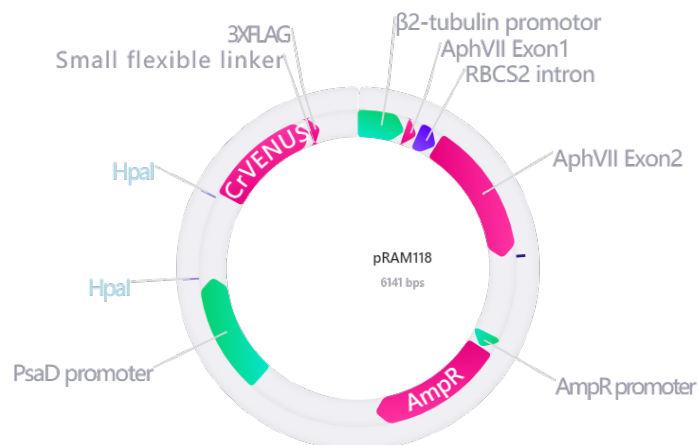 3XFLAG
β2-tubulin promotor
Small flexible linker
AphVII Exon1
RBCS2 intron
CrVENUS
AphVII Exon2
HpaI
pRAM118
6141 bps
HpaI
PsaD promoter
AmpR
AmpR promoter